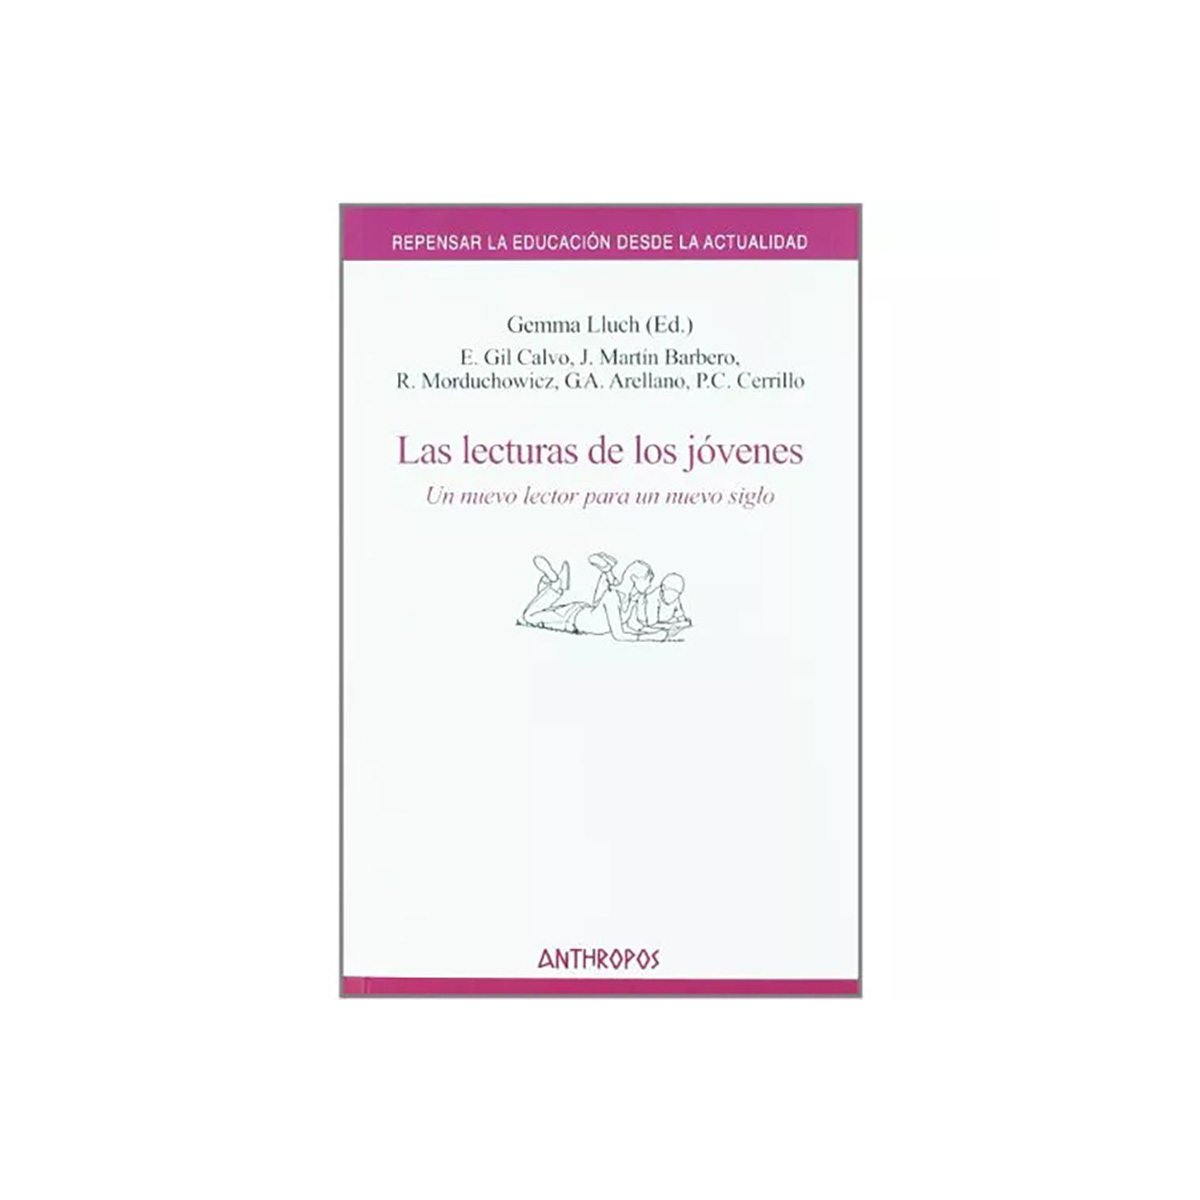 REPENSAR LA EDUCACIÓN DESDE LA ACTUALIDAD
Gemma Lluch (Ed.)
E. Gil Calvo, J. Martín Barbero,
R. Morduchowicz, G.A. Arellano, P.C. Cerrillo
Las lecturas de los jóvenes
Un nuevo lector para un nuevo siglo
ANTHROPOS